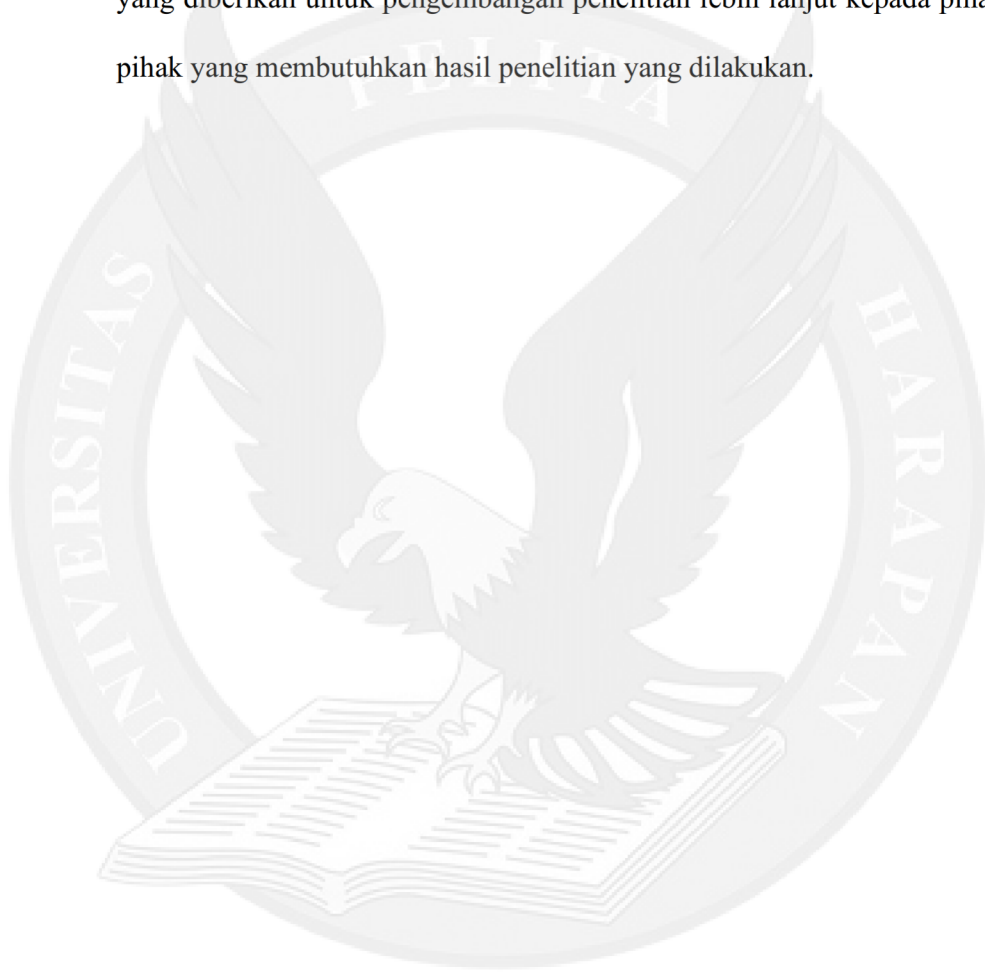 yang diberikan untuk pengembangan penelitian lebih lanjut kepada
pihak yang membutuhkan hasil penelitian yang dilakukan.
UNIVERSITAS PELITA HARAPAN